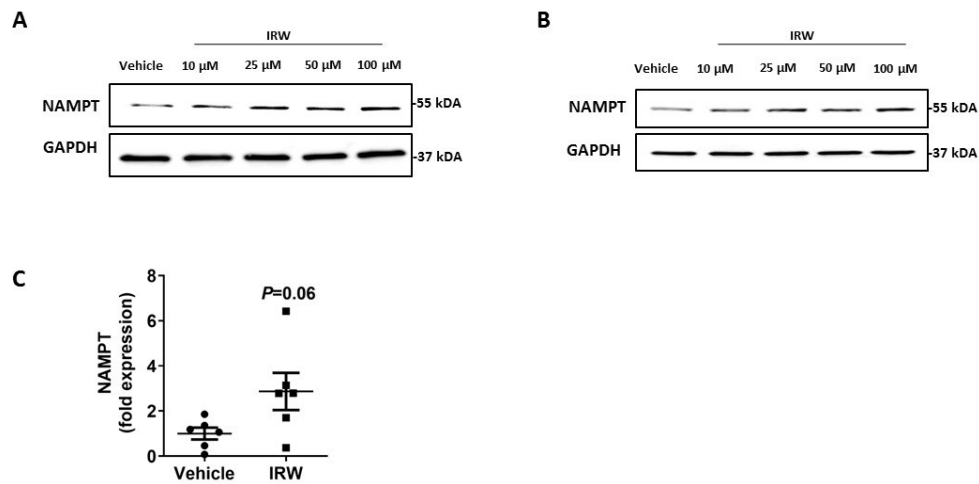 A
IRW
Vehicle 10 µM 25 µM 50 µM 100 µM
NAMPT
-55 kDA
GAPDH
-37 kDA
B
IRW
Vehicle 10 µM 25 µM 50 µM 100 µM
NAMPT
-55 kDA
GAPDH
-37 kDA
C
NAMPT
(fold expression)
8
6
4
2
0
P=0.06
Vehicle IRW